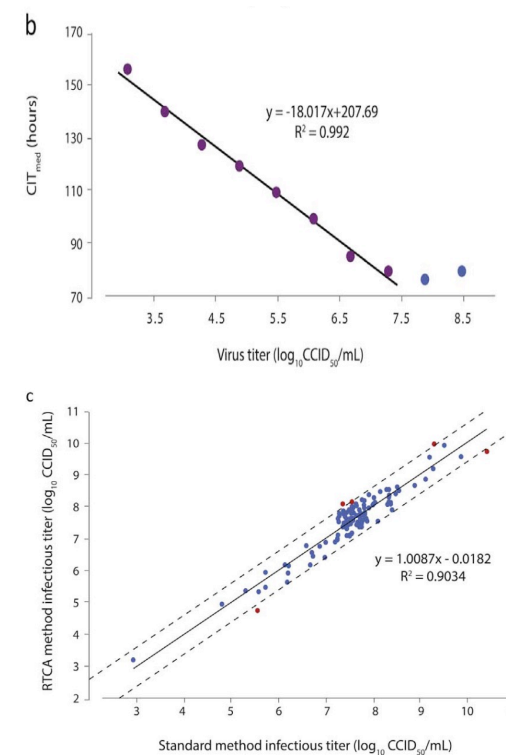 b
170
150
130
110
90
70
CITmed (hours)
y = -18.017x+207.69
R² = 0.992
3.5 4.5 5.5 6.5 7.5 8.5
Virus titer (log10CCID50/mL)
c
11
10
9
8
7
6
5
4
3
2
RTCA method infectious titer (log10 CCID50/mL)
y = 1.0087x - 0.0182
R² = 0.9034
3 4 5 6 7 8 9 10
Standard method infectious titer (log10 CCID50/mL)